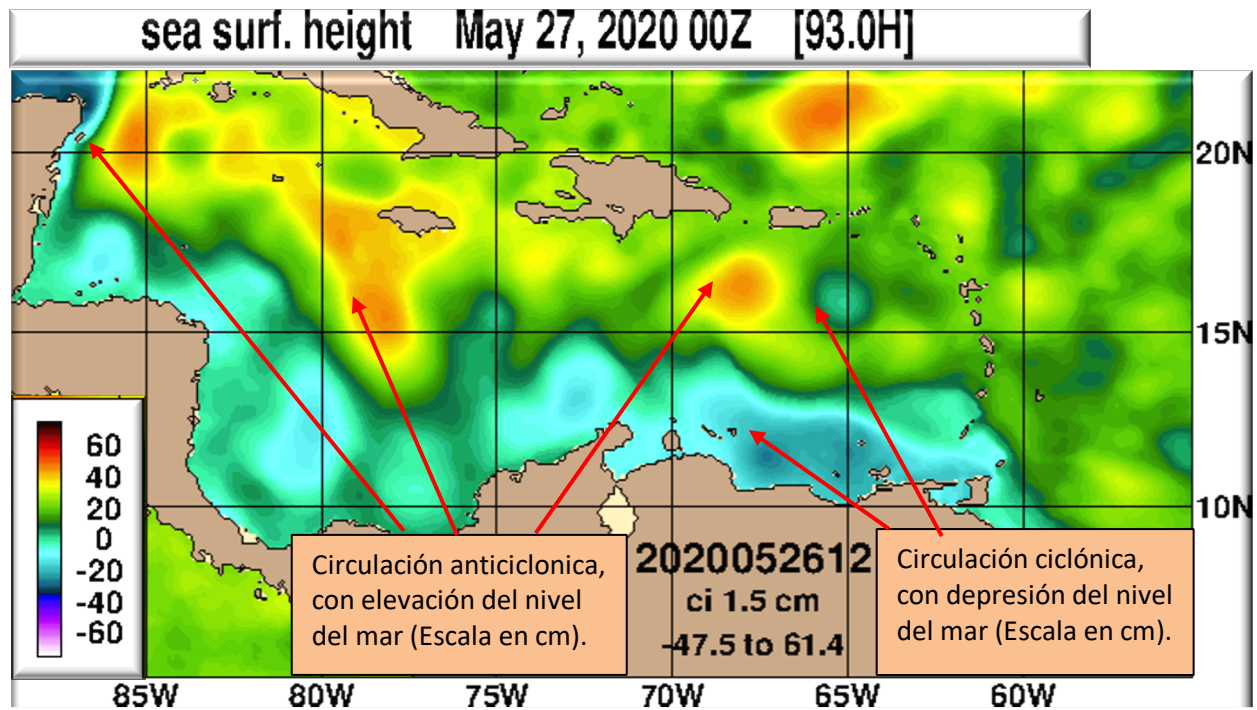 sea surf. height May 27, 2020 00Z [93.0H]
20N
15N
10N
60
40
20
0
-20
-40
-60
Circulación anticiclonica,
con elevación del nivel
del mar (Escala en cm).
2020052612
ci 1.5 cm
-47.5 to 61.4
Circulación ciclónica,
con depresión del nivel
del mar (Escala en cm).
85W 80W 75W 70W 65W 60W